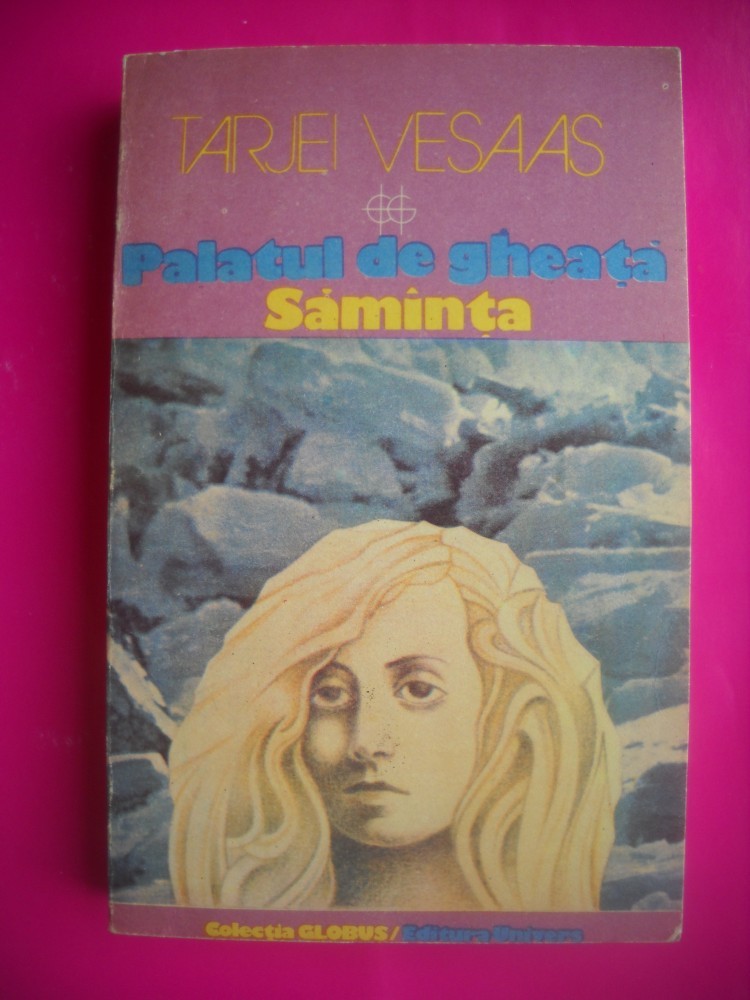 TARJEI VESAAS
Palatul de gheață
Sămînța
Colecția GLOBUS/Editura Univers